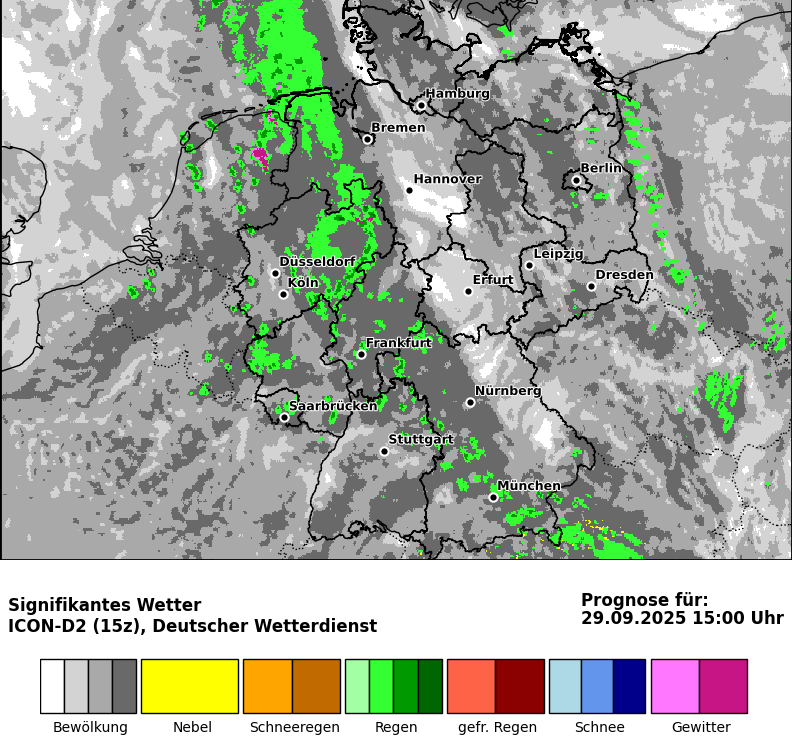 Hamburg
Bremen
Hannover
Berlin
Leipzig
Düsseldorf
Dresden
Erfurt
Köln
Frankfurt
Nürnberg
Saarbrücken
Stuttgart
München
Signifikantes Wetter
ICON-D2 (15z), Deutscher Wetterdienst
Prognose für:
29.09.2025 15:00 Uhr
Bewölkung
Nebel
Schneeregen
Regen
gefr. Regen
Schnee
Gewitter